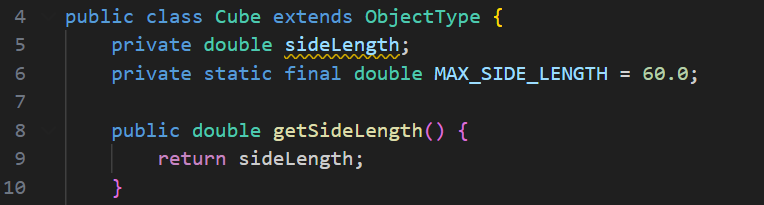 4 public class Cube extends ObjectType {
5 private double sideLength;
6 private static final double MAX_SIDE_LENGTH = 60.0;
7
8 public double getSideLength() {
9 return sideLength;
10 }